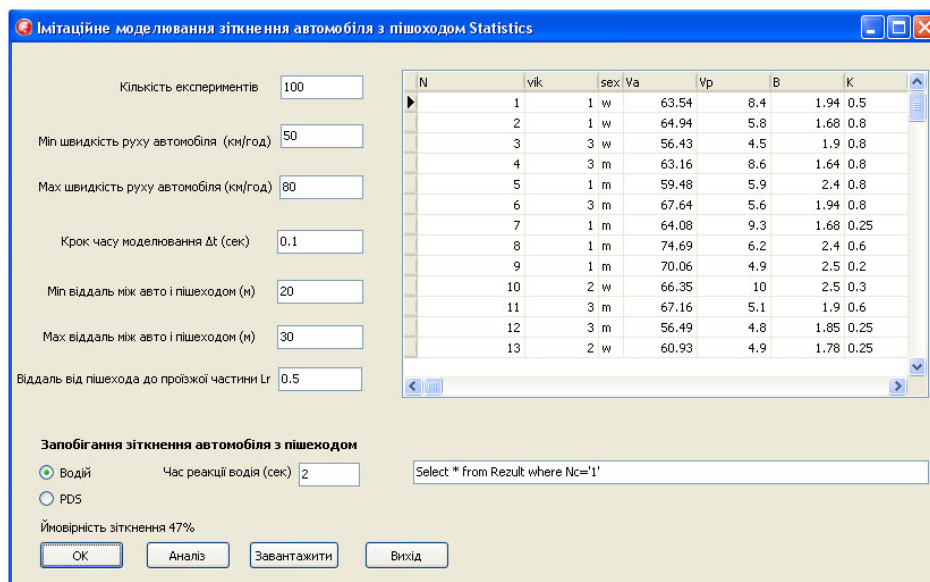 Імітаційне моделювання зіткнення автомобіля з пішоходом Statistics
Кількість експериментів 100
Min швидкість руху автомобіля (км/год) 50
Max швидкість руху автомобіля (км/год) 80
Крок часу моделювання Δt (сек) 0.1
Min віддаль між авто і пішеходом (м) 20
Max віддаль між авто і пішеходом (м) 30
Віддаль від пішехода до проїзжої частини Lr 0.5
N vik sex Va Vp B K
1 1 w 63.54 8.4 1.94 0.5
2 1 w 64.94 5.8 1.68 0.8
3 3 w 56.43 4.5 1.9 0.8
4 3 m 63.16 8.6 1.64 0.8
5 1 m 59.48 5.9 2.4 0.8
6 3 m 67.64 5.6 1.94 0.8
7 1 m 64.08 9.3 1.68 0.25
8 1 m 74.69 6.2 2.4 0.6
9 1 m 70.06 4.9 2.5 0.2
10 2 w 66.35 10 2.5 0.3
11 3 m 67.16 5.1 1.9 0.6
12 3 m 56.49 4.8 1.85 0.25
13 2 w 60.93 4.9 1.78 0.25
Запобігання зіткнення автомобіля з пішеходом
Водій Час реакції водія (сек) 2
Select * from Rezult where Nc='1'
PDS
Ймовірність зіткнення 47%
OK Аналіз Завантажити Вихід